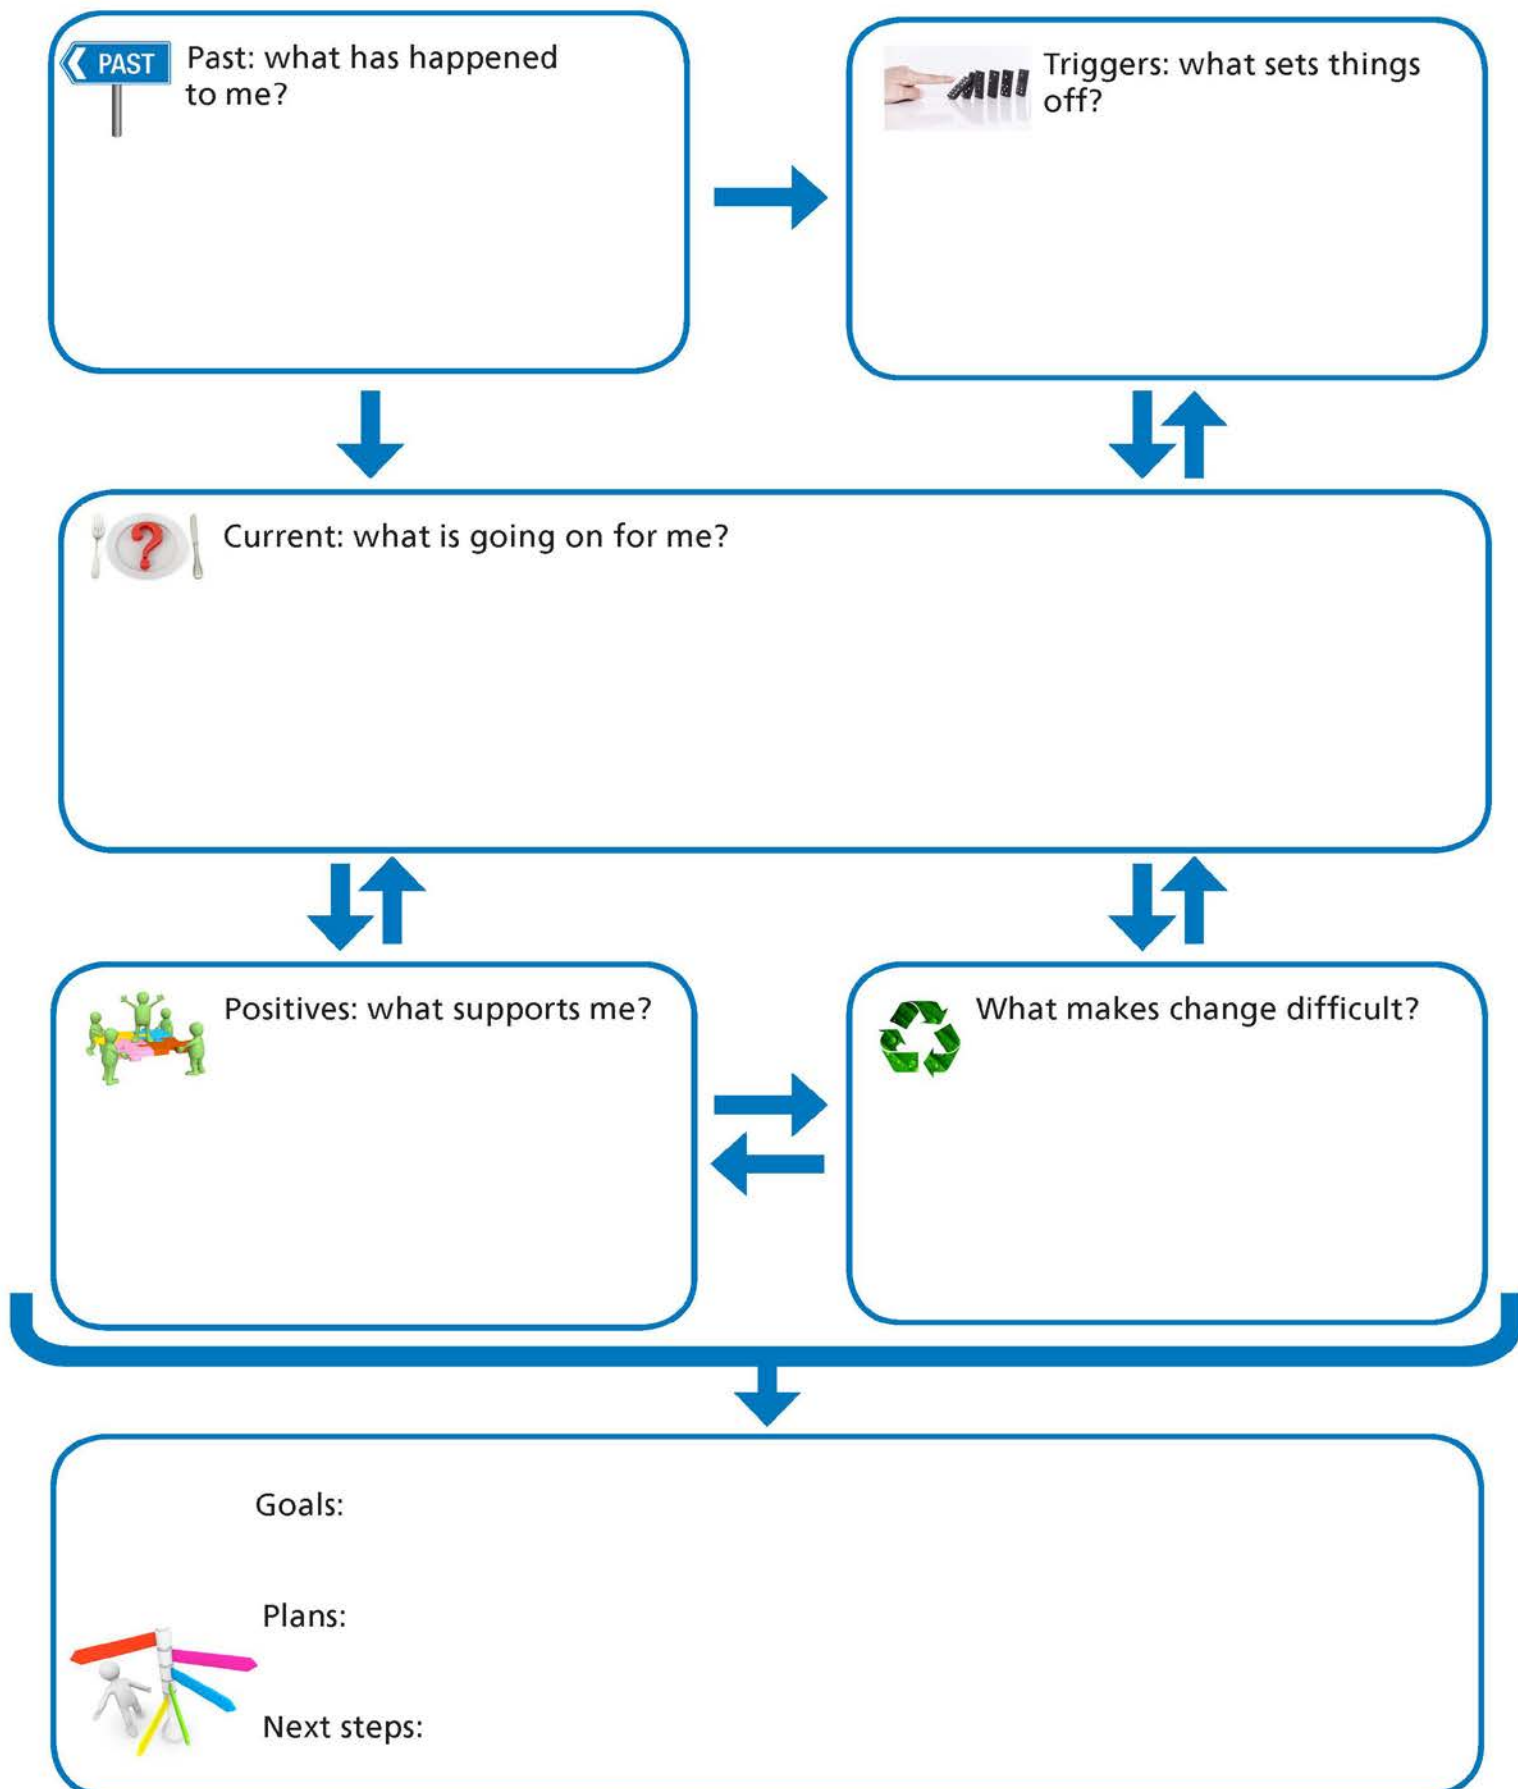 PAST
Past: what has happened
to me?
Triggers: what sets things
off?
Current: what is going on for me?
Positives: what supports me?
What makes change difficult?
Goals:
Plans:
Next steps: